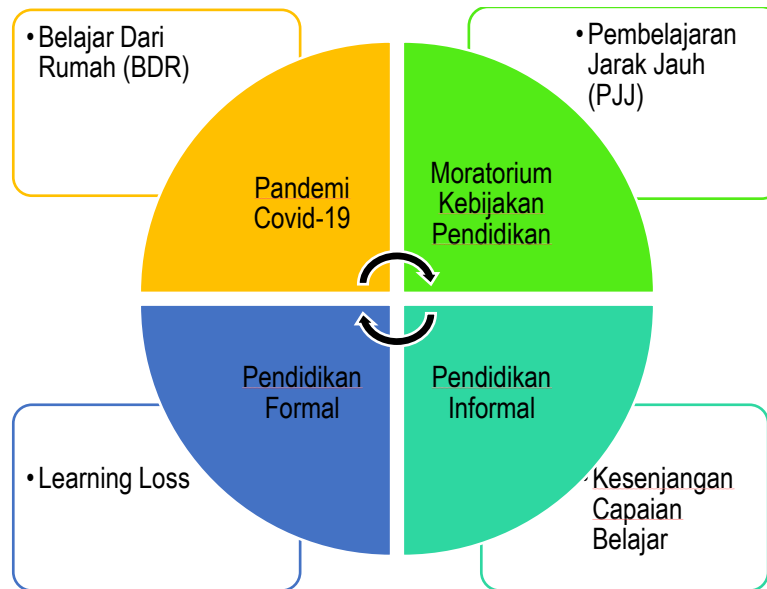 • Belajar Dari
Rumah (BDR)
• Pembelajaran
Jarak Jauh
(PJJ)
Pandemi
Covid-19
Moratorium
Kebijakan
Pendidikan
Pendidikan
Formal
Pendidikan
Informal
• Learning Loss
• Kesenjangan
Capaian
Belajar